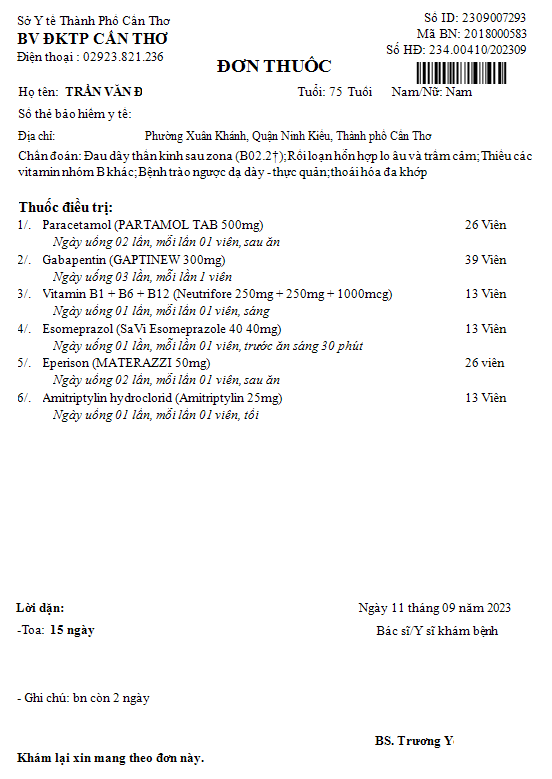 Sở Y tế Thành Phố Cần Thơ
BV ĐKTP CẦN THƠ
Điện thoại : 02923.821.236
Số ID: 2309007293
Mã BN: 2018000583
Số HĐ: 234.00410/202309
ĐƠN THUỐC
Họ tên: TRẦN VĂN Đ Tuổi: 75 Tuổi Nam/Nữ: Nam
Số thẻ bảo hiểm y tế:
Địa chỉ: Phường Xuân Khánh, Quận Ninh Kiều, Thành phố Cần Thơ
Chẩn đoán: Đau dây thần kinh sau zona (B02.2†);Rối loạn hỗn hợp lo âu và trầm cảm;Thiếu các
vitamin nhóm B khác;Bệnh trào ngược dạ dày - thực quản;thoái hóa đa khớp
Thuốc điều trị:
1/. Paracetamol (PARTAMOL TAB 500mg) 26 Viên
Ngày uống 02 lần, mỗi lần 01 viên, sau ăn
2/. Gabapentin (GAPTINEW 300mg) 39 Viên
Ngày uống 03 lần, mỗi lần 1 viên
3/. Vitamin B1 + B6 + B12 (Neutrifore 250mg + 250mg + 1000mcg) 13 Viên
Ngày uống 01 lần, mỗi lần 01 viên, sáng
4/. Esomeprazol (SaVi Esomeprazole 40 40mg) 13 Viên
Ngày uống 01 lần, mỗi lần 01 viên, trước ăn sáng 30 phút
5/. Eperison (MATERAZZI 50mg) 26 viên
Ngày uống 02 lần, mỗi lần 01 viên, sau ăn
6/. Amitriptylin hydroclorid (Amitriptylin 25mg) 13 Viên
Ngày uống 01 lần, mỗi lần 01 viên, tối
Lời dặn:
Ngày 11 tháng 09 năm 2023
-Toa: 15 ngày
Bác sĩ/Y sĩ khám bệnh
- Ghi chú: bn còn 2 ngày
BS. Trương Y
Khám lại xin mang theo đơn này.